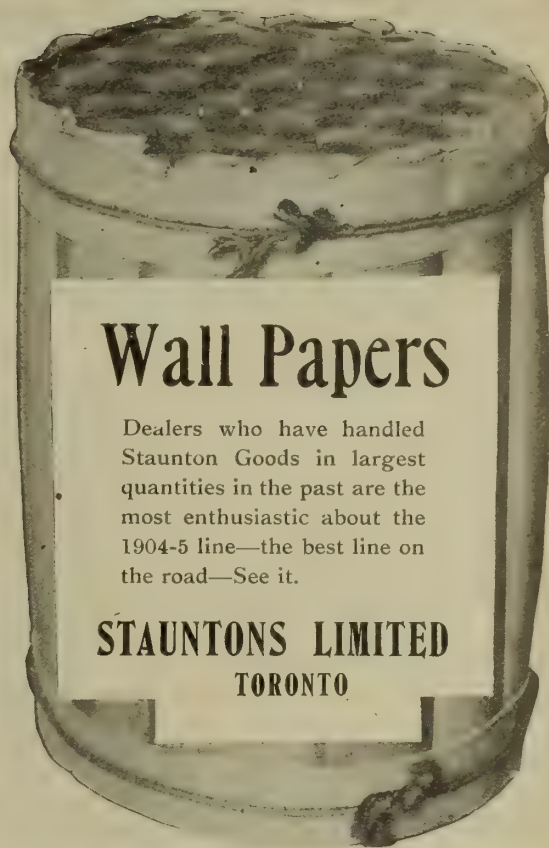 Wall Papers
Dealers who have handled
Staunton Goods in largest
quantities in the past are the
most enthusiastic about the
1904-5 line—the best line on
the road—See it.
STAUNTONS LIMITED
TORONTO